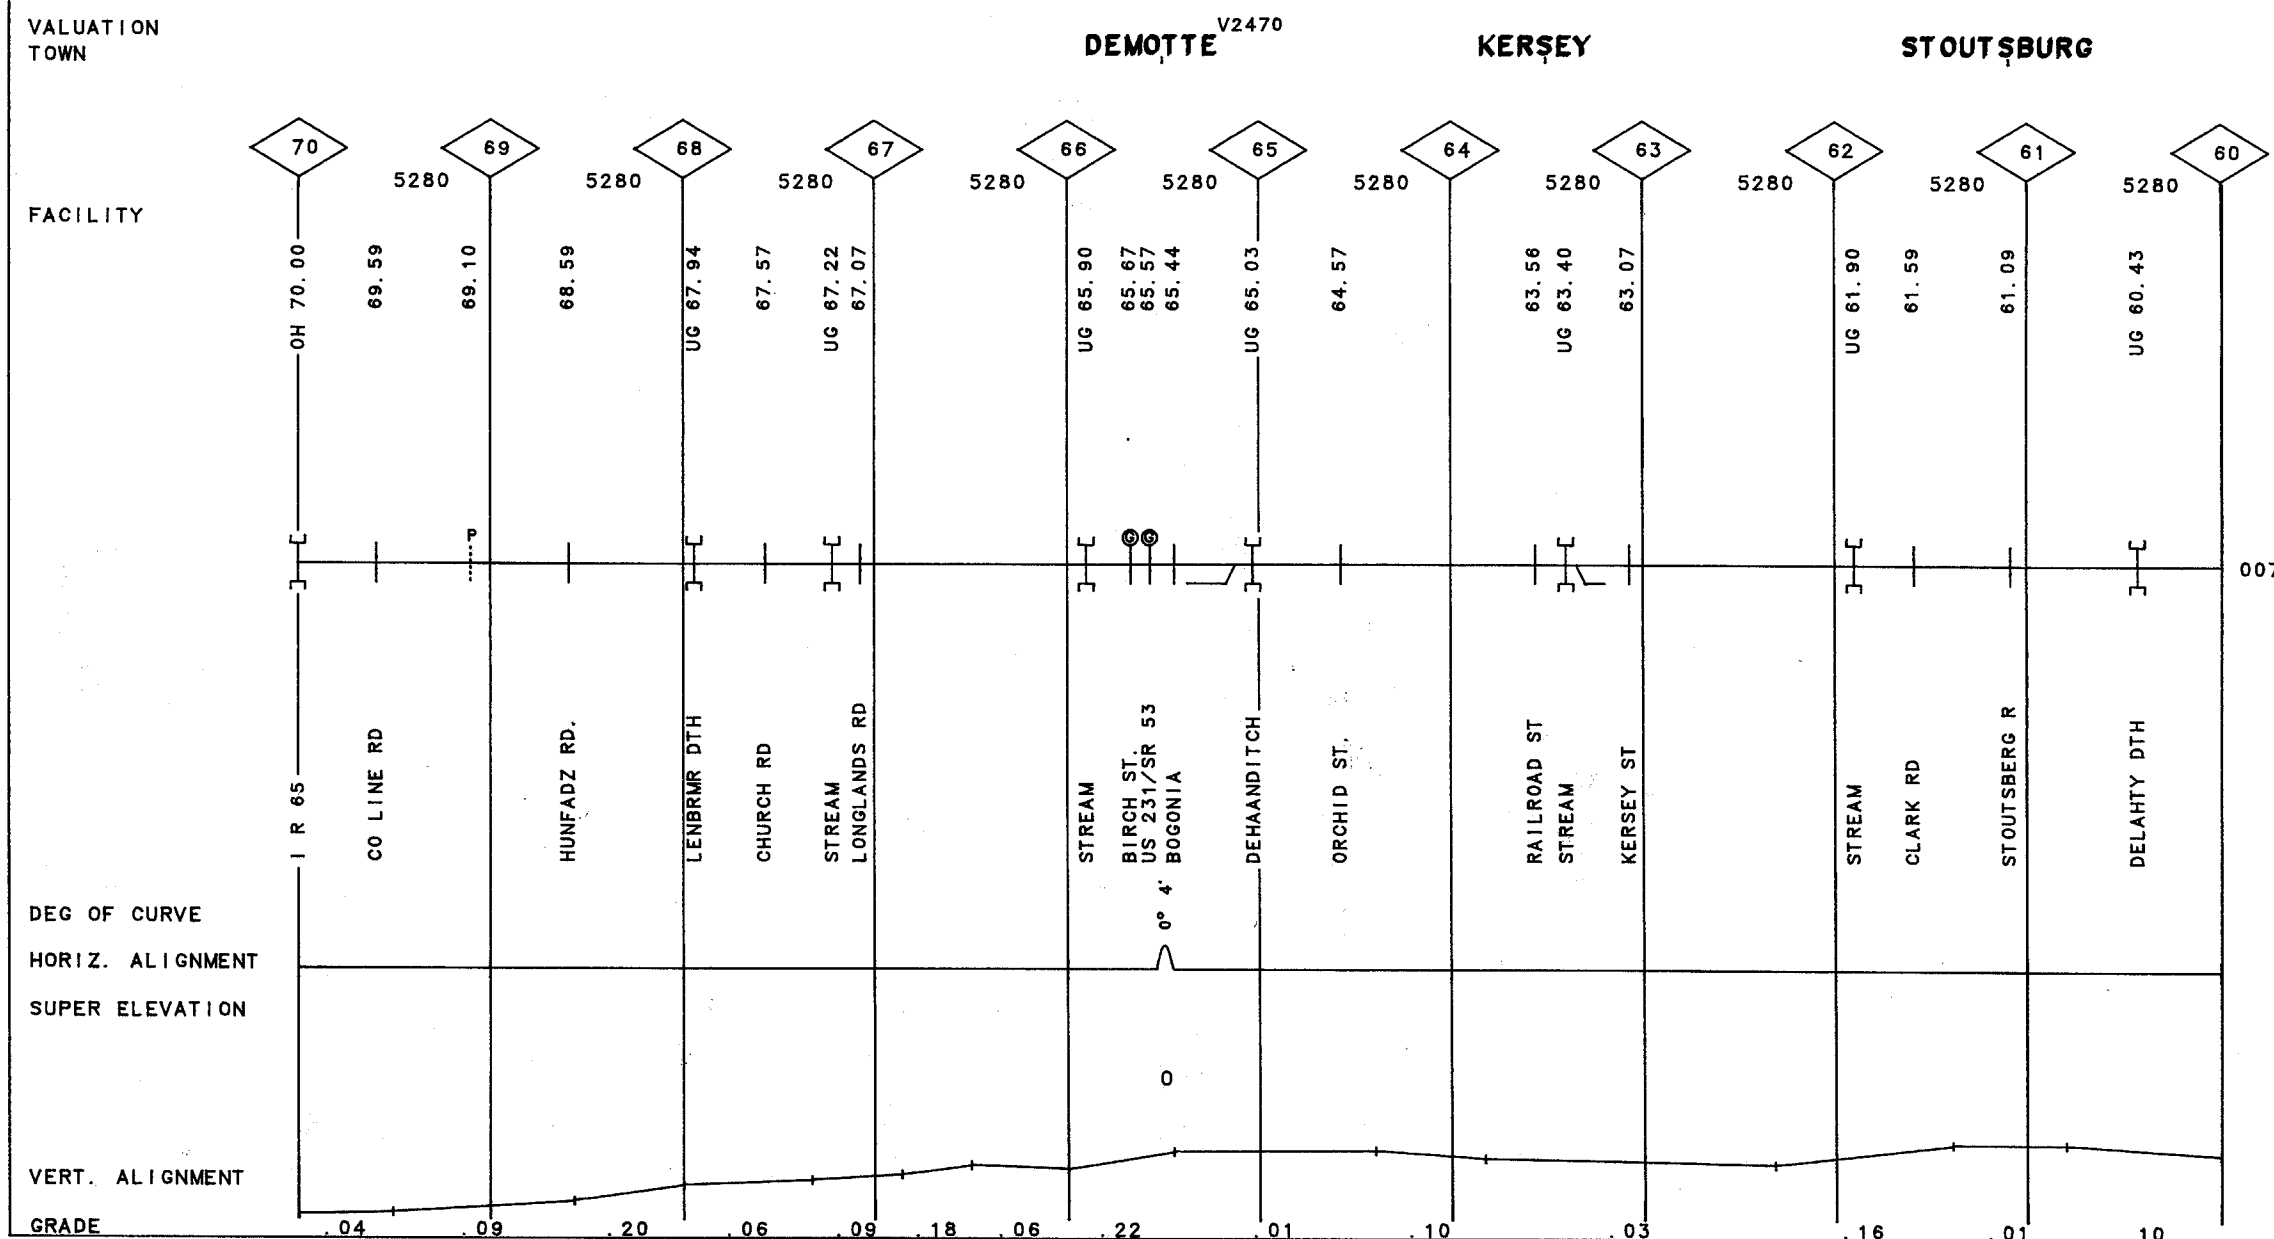 VALUATION
TOWN
DEMOTTE V2470 KERSEY STOUTSBURG
70 69 68 67 66 65 64 63 62 61 60
5280 5280 5280 5280 5280 5280 5280 5280 5280 5280
FACILITY
OH 70.00
69.59
69.10
68.59
UG 67.94
67.57
UG 67.22
67.07
UG 65.90
65.67
65.57
65.44
UG 65.03
64.57
63.56
UG 63.40
63.07
UG 61.90
61.59
61.09
UG 60.43
P
G G
007
I R 65
CO LINE RD
HUNFADZ RD.
LENBRMR DTH
CHURCH RD
STREAM
LONGLANDS RD
STREAM
BIRCH ST.
US 231/SR 53
BOGONIA
DEHANDITCH
ORCHID ST.
RAILROAD ST
STREAM
KERSEY ST
STREAM
CLARK RD
STOUTSBERG R
DELAHTY DTH
DEG OF CURVE
0° 4'
HORIZ. ALIGNMENT
SUPER ELEVATION
0
VERT. ALIGNMENT
GRADE .04 .09 .20 .06 .09 .18 .06 .22 .01 .10 .03 .16 .01 .10